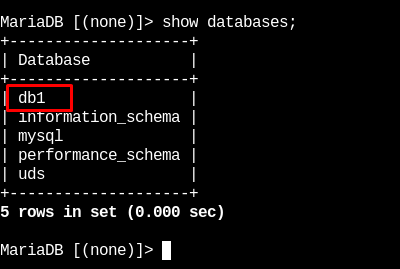 MariaDB [(none)]> show databases;
+--------------------+
| Database           |
+--------------------+
| db1                |
| information_schema |
| mysql              |
| performance_schema |
| uds                |
+--------------------+
5 rows in set (0.000 sec)
MariaDB [(none)]>